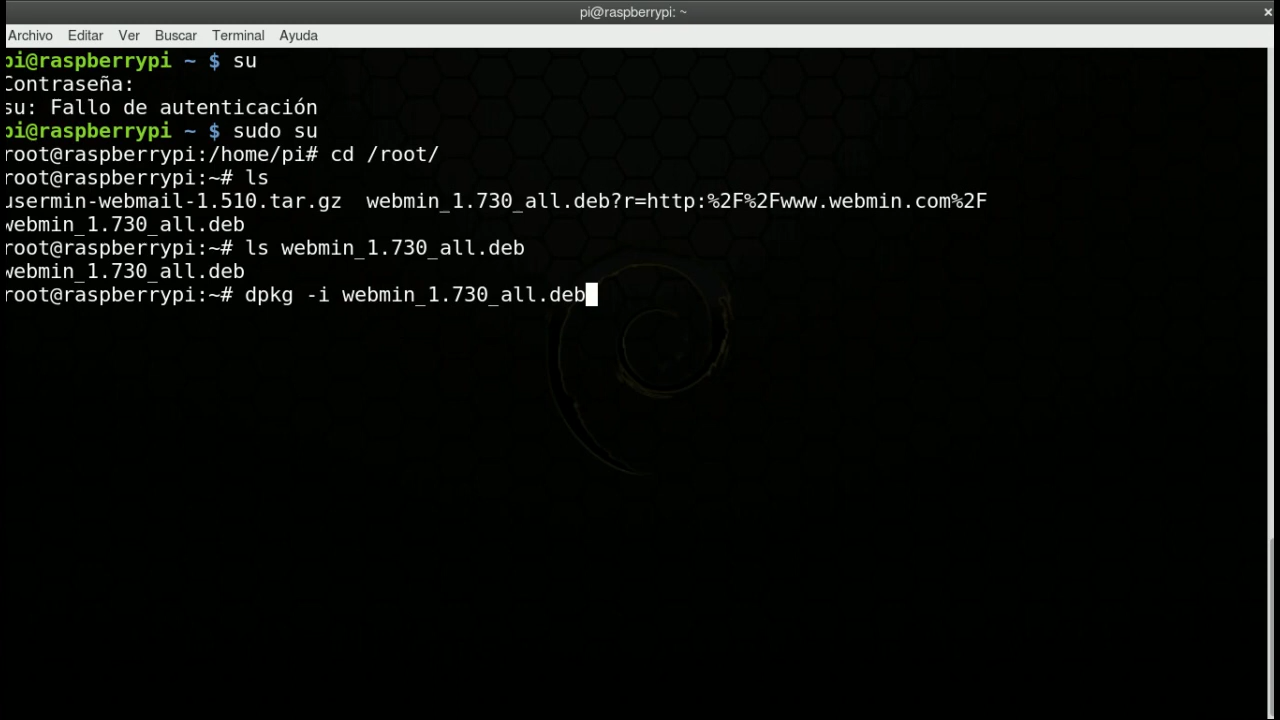 pi@raspberrypi: ~
Archivo Editar Ver Buscar Terminal Ayuda
pi@raspberrypi ~ $ su
Contraseña:
su: Fallo de autenticación
pi@raspberrypi ~ $ sudo su
root@raspberrypi:/home/pi# cd /root/
root@raspberrypi:~# ls
usermin-webmail-1.510.tar.gz  webmin_1.730_all.deb?r=http:%2F%2Fwww.webmin.com%2F
webmin_1.730_all.deb
root@raspberrypi:~# ls webmin_1.730_all.deb
webmin_1.730_all.deb
root@raspberrypi:~# dpkg -i webmin_1.730_all.deb